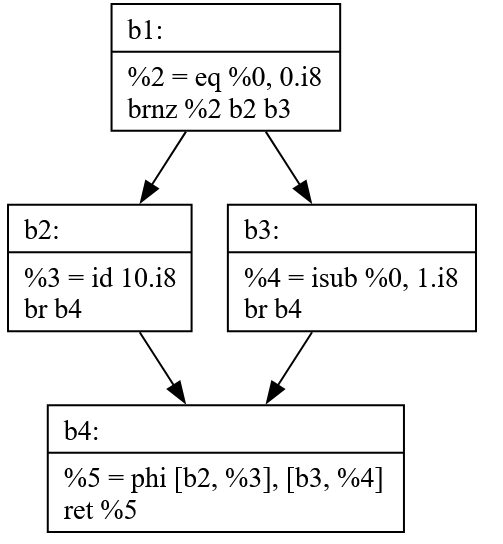 b1:
%2 = eq %0, 0.i8
brnz %2 b2 b3
b2:
%3 = id 10.i8
br b4
b3:
%4 = isub %0, 1.i8
br b4
b4:
%5 = phi [b2, %3], [b3, %4]
ret %5